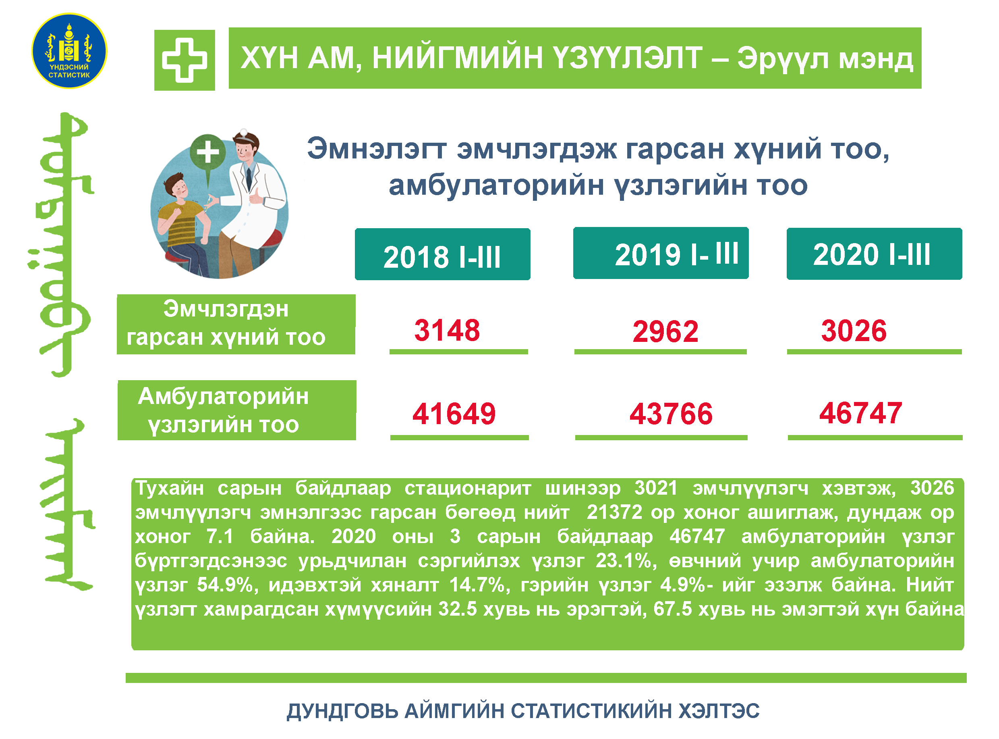 ҮНДЭСНИЙ
СТАТИСТИК
ХҮН АМ, НИЙГМИЙН ҮЗҮҮЛЭЛТ – Эрүүл мэнд
Эмнэлэгт эмчлэгдэж гарсан хүний тоо,
амбулаторийн үзлэгийн тоо
2018 I-III
2019 I- III
2020 I-III
Эмчлэгдэн
гарсан хүний тоо
3148
2962
3026
Амбулаторийн
үзлэгийн тоо
41649
43766
46747
Тухайн сарын байдлаар стационарит шинээр 3021 эмчлүүлэгч хэвтэж, 3026
эмчлүүлэгч эмнэлгээс гарсан бөгөөд нийт 21372 ор хоног ашиглаж, дундаж ор
хоног 7.1 байна. 2020 оны 3 сарын байдлаар 46747 амбулаторийн үзлэг
бүртгэгдсэнээс урьдчилан сэргийлэх үзлэг 23.1%, өвчний учир амбулаторийн
үзлэг 54.9%, идэвхтэй хяналт 14.7%, гэрийн үзлэг 4.9%- ийг эзэлж байна. Нийт
үзлэгт хамрагдсан хүмүүсийн 32.5 хувь нь эрэгтэй, 67.5 хувь нь эмэгтэй хүн байна
ДУНДГОВЬ АЙМГИЙН СТАТИСТИКИЙН ХЭЛТЭС